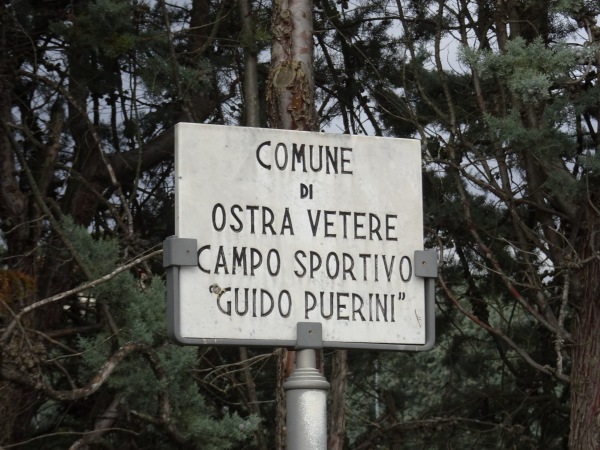 COMUNE
DI
OSTRA VETERE
CAMPO SPORTIVO
"GUIDO PUERINI"